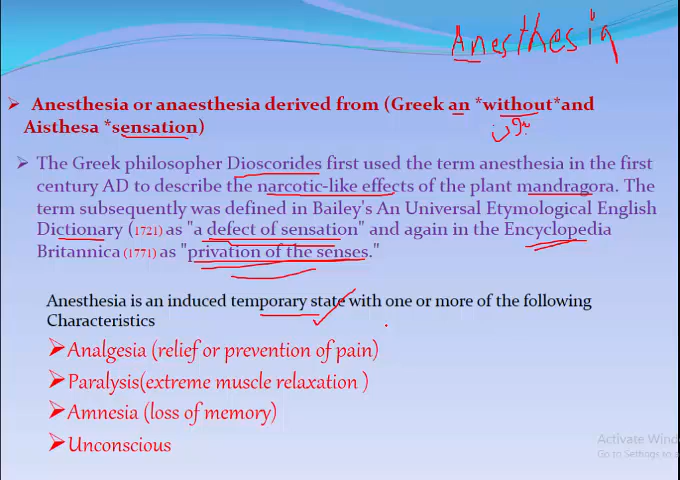 Anesthesia
Anesthesia or anaesthesia derived from (Greek an *without*and
Aisthesa *sensation)
بدون
The Greek philosopher Dioscorides first used the term anesthesia in the first
century AD to describe the narcotic-like effects of the plant mandragora. The
term subsequently was defined in Bailey's An Universal Etymological English
Dictionary (1721) as "a defect of sensation" and again in the Encyclopedia
Britannica (1771) as "privation of the senses."
Anesthesia is an induced temporary state with one or more of the following
Characteristics
Analgesia (relief or prevention of pain)
Paralysis(extreme muscle relaxation )
Amnesia (loss of memory)
Unconscious
Activate Wind
Go to Settings to a